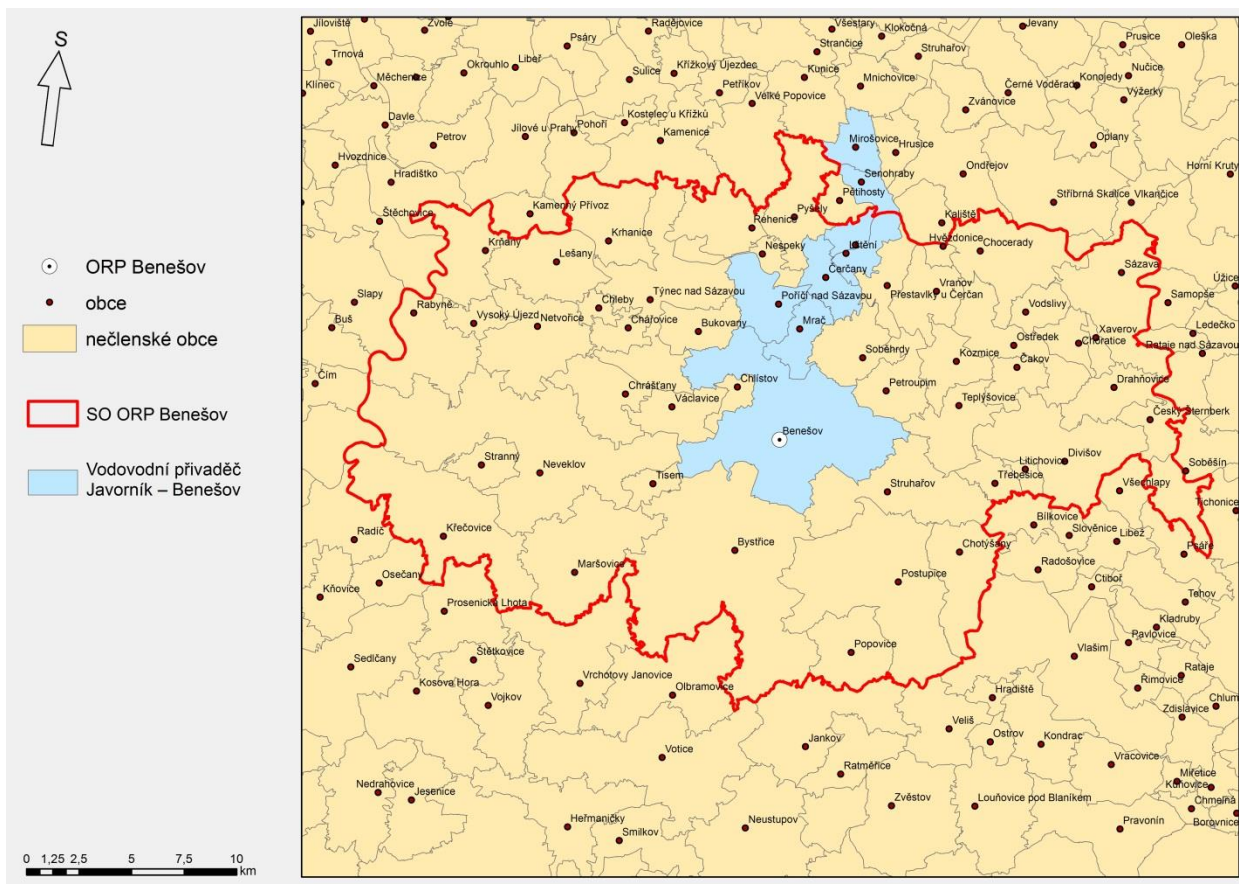 S
ORP Benešov
obce
nečlenské obce
SO ORP Benešov
Vodovodní přivaděč
Javorník – Benešov
0 1,25 2,5 5 7,5 10
km
Jíloviště
Zvole
Radějovice
Všestary
Klokočná
Jevany
Prusice
Oleška
Trnová
Psáry
Strančice
Struhařov
Okrouhlo
Libeř
Měchenice
Sulice
Křížkový Újezdec
Kunice
Mnichovice
Konojedy
Nučice
Klínec
Petříkov
Velké Popovice
Černé Voděrady
Výžerky
Zvánovice
Davle
Petrov
Jílové u Prahy
Pohoří
Kostelec u Křížků
Kamenice
Mirošovice
Hrusice
Oplany
Hvozdnice
Hradištko
Senohraby
Ondřejov
Horní Kruty
Pětihosty
Stříbrná Skalice
Vlkančice
Štěchovice
Kamenný Přívoz
Pyšely
Řehenice
Kaliště
Krňany
Krhanice
Nespeky
Lštění
Hvězdonice
Chocerady
Lešany
Čerčany
Sázava
Úžice
Slapy
Rabyně
Týnec nad Sázavou
Chleby
Poříčí nad Sázavou
Přestavlky u Čerčan
Vranov
Vodslivy
Samopše
Buš
Vysoký Újezd
Netvořice
Chářovice
Bukovany
Mrač
Xaverov
Ledečko
Ostředek
Choratice
Rataje nad Sázavou
Soběhrdy
Kozmice
Čakov
Čím
Chrášťany
Chlístov
Petroupim
Drahňovice
Václavice
Teplýšovice
Český Šternberk
Benešov
Stranný
Neveklov
Tisem
Struhařov
Litichovice
Divišov
Soběšín
Třebešice
Všechlapy
Tichonice
Radíč
Křečovice
Bystřice
Chotýšany
Bílkovice
Slověnice
Libež
Psáře
Maršovice
Postupice
Radošovice
Kňovice
Osečany
Ctiboř
Tehov
Prosenická Lhota
Kladruby
Pavlovice
Sedlčany
Štětkovice
Popovice
Vlašim
Rataje
Kosova Hora
Vojkov
Vrchotovy Janovice
Olbramovice
Hradiště
Římovice
Chlum
Zdislavice
Veliš
Ostrov
Kondrac
Votice
Jankov
Ratměřice
Vracovice
Nedrahovice
Jesenice
Miřetice
Kuňovice
Zvěstov
Louňovice pod Blaníkem
Chmelná
Heřmaničky
Smilkov
Neustupov
Pravonín
Borovnice